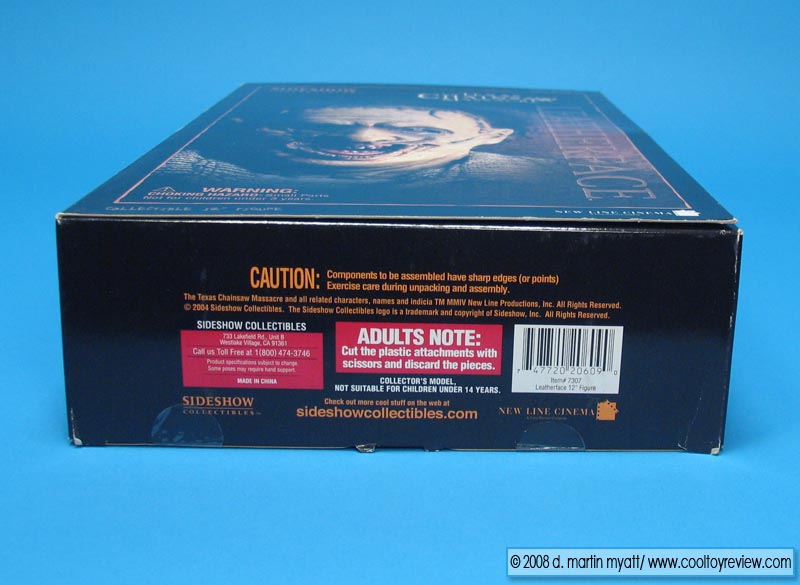 SIDESHOW
LEATHERFACE
WARNING:
CHOKING HAZARD-Small Parts
Not for children under 3 years
COLLECTIBLE 12" FIGURE
NEW LINE CINEMA
CAUTION: Components to be assembled have sharp edges (or points)
Exercise care during unpacking and assembly.
The Texas Chainsaw Massacre and all related characters, names and indicia TM MMIV New Line Productions, Inc. All Rights Reserved.
© 2004 Sideshow Collectibles. The Sideshow Collectibles logo is a trademark and copyright of Sideshow, Inc. All Rights Reserved.
SIDESHOW COLLECTIBLES
733 Lakefield Rd., Unit B
Westlake Village, CA 91361
Call us Toll Free at 1(800) 474-3746
Product specifications subject to change
Some poses may require hand support.
MADE IN CHINA
ADULTS NOTE:
Cut the plastic attachments with
scissors and discard the pieces.
COLLECTOR'S MODEL,
NOT SUITABLE FOR CHILDREN UNDER 14 YEARS.
7 47720 20609 0
Item# 7307
Leatherface 12" Figure
SIDESHOW
COLLECTIBLES™
Check out more cool stuff on the web at
sideshowcollectibles.com
NEW LINE CINEMA
© 2008 d. martin myatt/ www.cooltoyreview.com